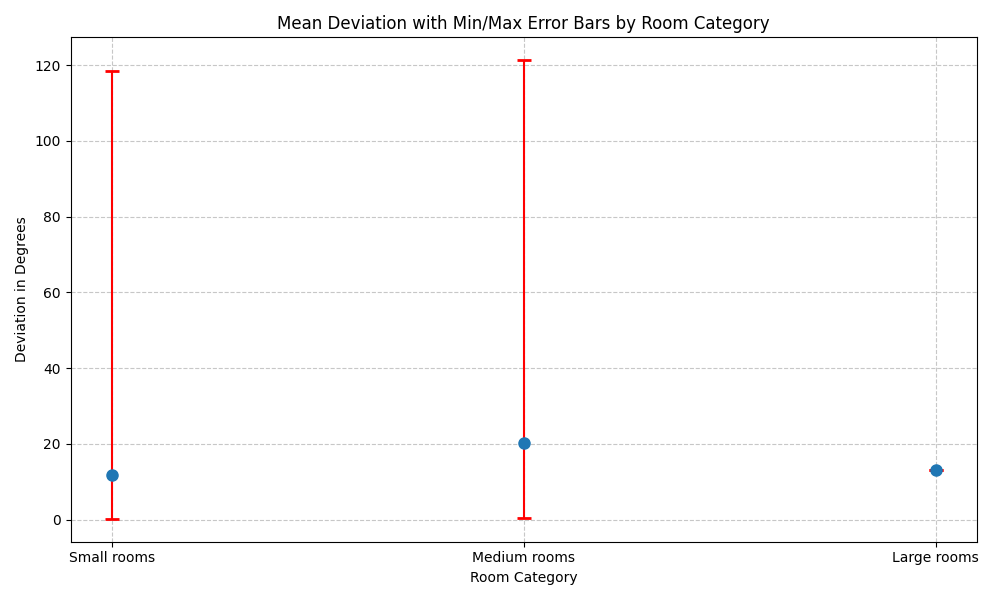 Mean Deviation with Min/Max Error Bars by Room Category
Deviation in Degrees
120
100
80
60
40
20
0
Small rooms
Medium rooms
Large rooms
Room Category